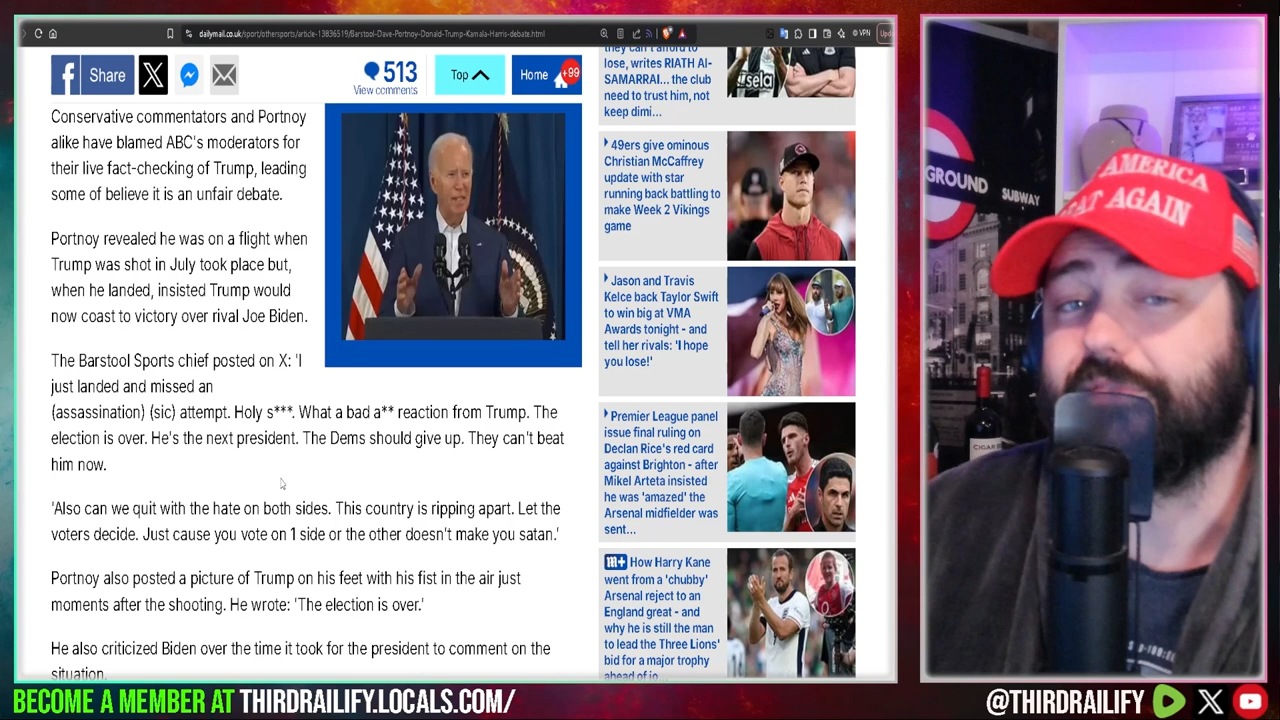 dailymail.co.uk/sport/othersports/article-13836519/Barstool-Dave-Portnoy-Donald-Trump-Kamala-Harris-debate.html
VPN
Share
513
View comments
Top
Home
+99
Conservative commentators and Portnoy
alike have blamed ABC's moderators for
their live fact-checking of Trump, leading
some of believe it is an unfair debate.
Portnoy revealed he was on a flight when
Trump was shot in July took place but,
when he landed, insisted Trump would
now coast to victory over rival Joe Biden.
The Barstool Sports chief posted on X: 'I
just landed and missed an
(assassination) (sic) attempt. Holy s***. What a bad a** reaction from Trump. The
election is over. He's the next president. The Dems should give up. They can't beat
him now.
'Also can we quit with the hate on both sides. This country is ripping apart. Let the
voters decide. Just cause you vote on 1 side or the other doesn't make you satan.'
Portnoy also posted a picture of Trump on his feet with his fist in the air just
moments after the shooting. He wrote: 'The election is over.'
He also criticized Biden over the time it took for the president to comment on the
situation.
they can't afford to
lose, writes RIATH AL-
SAMARRAI... the club
need to trust him, not
keep dimi...
sela
49ers give ominous
Christian McCaffrey
update with star
running back battling to
make Week 2 Vikings
game
Jason and Travis
Kelce back Taylor Swift
to win big at VMA
Awards tonight - and
tell her rivals: 'I hope
you lose!'
Premier League panel
issue final ruling on
Declan Rice's red card
against Brighton - after
Mikel Arteta insisted
he was 'amazed' the
Arsenal midfielder was
sent...
m+ How Harry Kane
went from a 'chubby'
Arsenal reject to an
England great - and
why he is still the man
to lead the Three Lions'
bid for a major trophy
ahead of jo...
GROUND
SUBWAY
AMERICA
AT AGAIN
CIGAR
BECOME A MEMBER AT THIRDRAILIFY.LOCALS.COM/
@THIRDRAILIFY